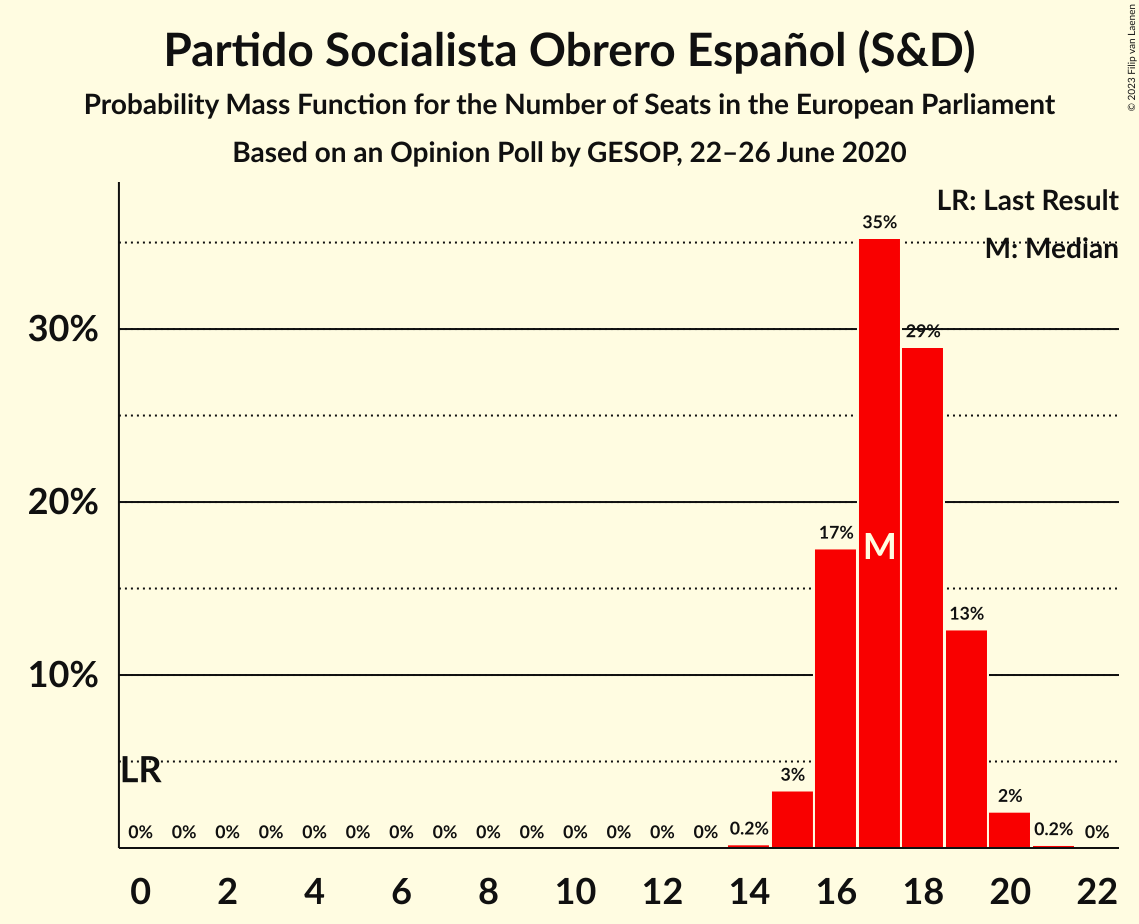 Partido Socialista Obrero Español (S&D)
Probability Mass Function for the Number of Seats in the European Parliament
Based on an Opinion Poll by GESOP, 22–26 June 2020
© 2023 Filip van Laenen
LR: Last Result
M: Median
35%
30%
29%
20%
17%
M
13%
10%
LR
3%
2%
0% 0% 0% 0% 0% 0% 0% 0% 0% 0% 0% 0% 0% 0% 0.2% 0.2% 0%
0 2 4 6 8 10 12 14 16 18 20 22